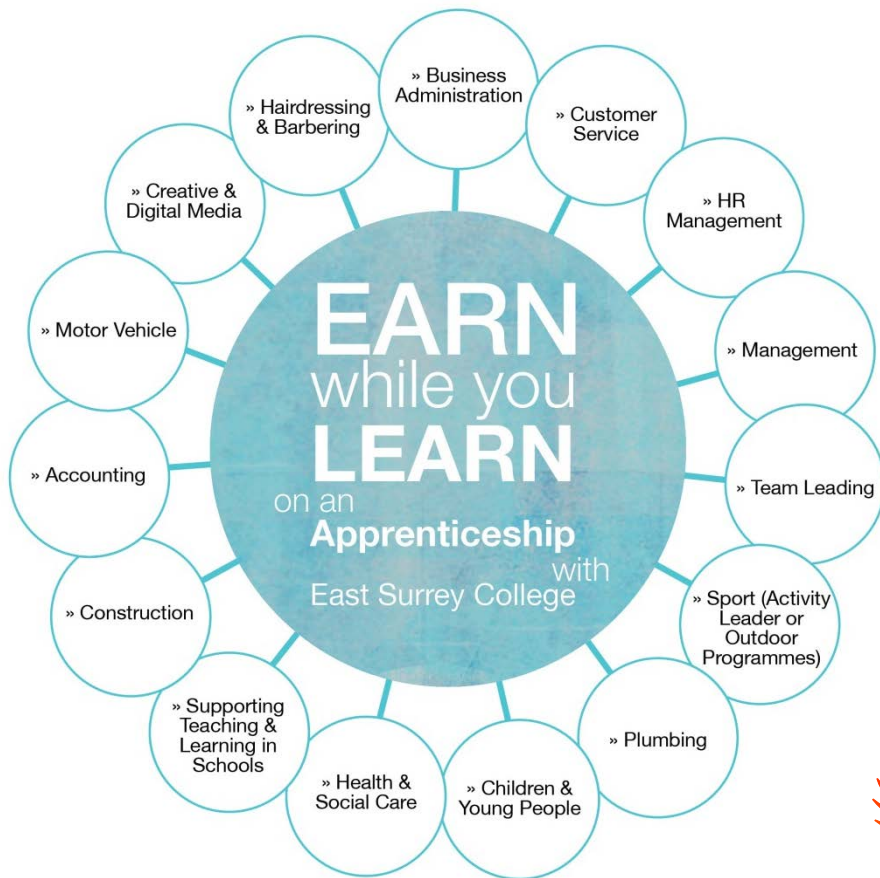 EARN
while you
LEARN
on an
Apprenticeship
with
East Surrey College
» Business
Administration
» Customer
Service
» HR
Management
» Management
» Team Leading
» Sport (Activity
Leader or
Outdoor
Programmes)
» Plumbing
» Children &
Young People
» Health &
Social Care
» Supporting
Teaching &
Learning in
Schools
» Construction
» Accounting
» Motor Vehicle
» Creative &
Digital Media
» Hairdressing
& Barbering